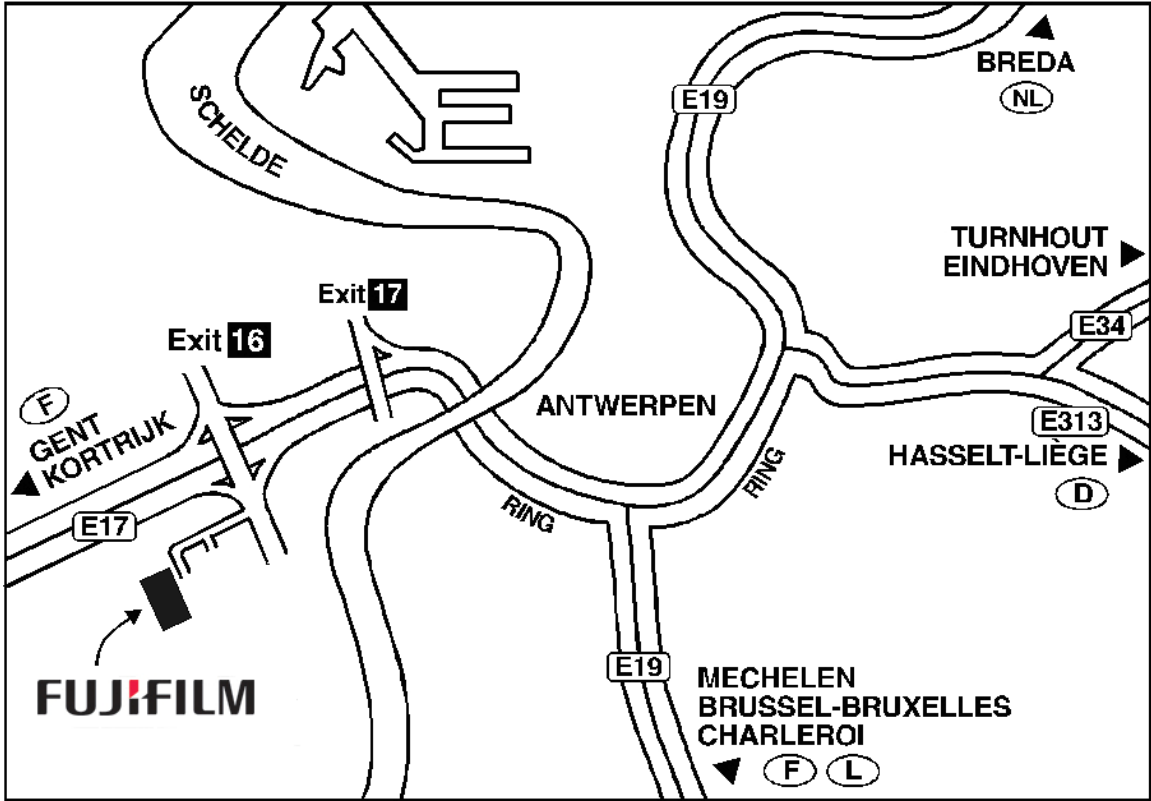 BREDA
NL
E19
SCHELDE
TURNHOUT
EINDHOVEN
Exit 17
Exit 16
E34
F
GENT
KORTRIJK
ANTWERPEN
E313
HASSELT-LIÈGE
D
RING
RING
E17
E19
FUJIFILM
MECHELEN
BRUSSEL-BRUXELLES
CHARLEROI
F L